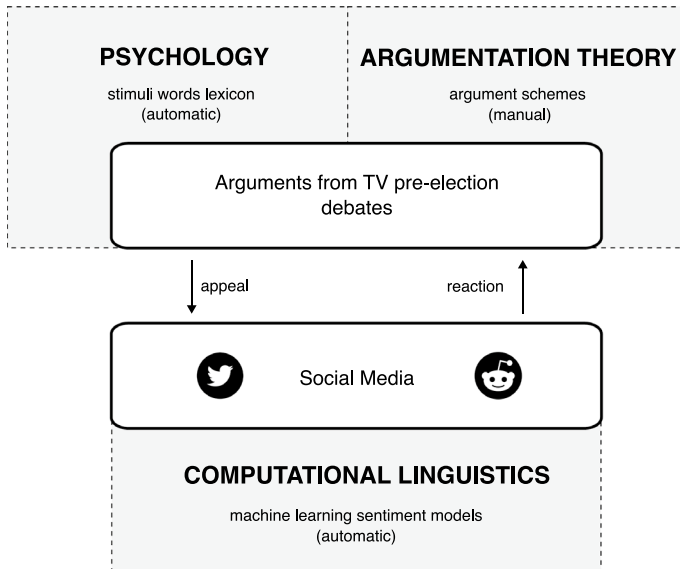 PSYCHOLOGY
stimuli words lexicon
(automatic)
ARGUMENTATION THEORY
argument schemes
(manual)
Arguments from TV pre-election
debates
appeal
reaction
Social Media
COMPUTATIONAL LINGUISTICS
machine learning sentiment models
(automatic)